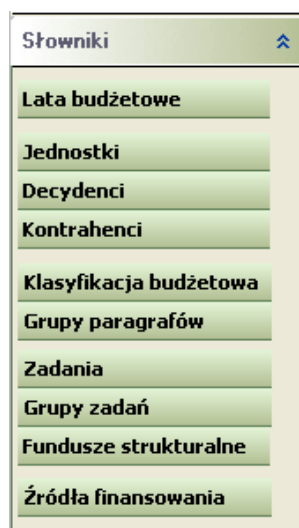 Słowniki
Lata budżetowe
Jednostki
Decydenci
Kontrahenci
Klasyfikacja budżetowa
Grupy paragrafów
Zadania
Grupy zadań
Fundusze strukturalne
Źródła finansowania